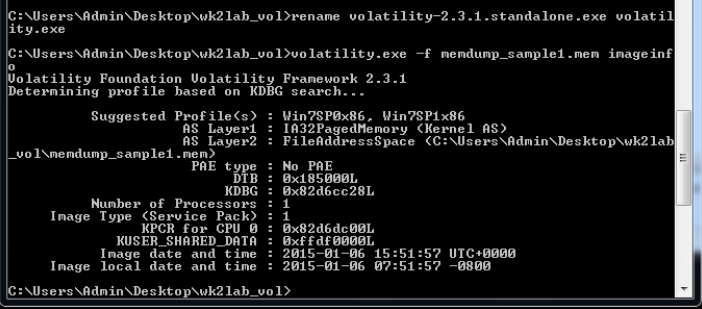 C:\Users\Admin\Desktop\wk2lab_vol>rename volatility-2.3.1.standalone.exe volatil
ity.exe
C:\Users\Admin\Desktop\wk2lab_vol>volatility.exe -f memdump_sample1.mem imageinf
o
Volatility Foundation Volatility Framework 2.3.1
Determining profile based on KDBG search...
Suggested Profile(s) : Win7SP0x86, Win7SP1x86
AS Layer1 : IA32PagedMemory (Kernel AS)
AS Layer2 : FileAddressSpace (C:\Users\Admin\Desktop\wk2lab
_vol\memdump_sample1.mem)
PAE type : No PAE
DTB : 0x185000L
KDBG : 0x82d6cc28L
Number of Processors : 1
Image Type (Service Pack) : 1
KPCR for CPU 0 : 0x82d6dc00L
KUSER_SHARED_DATA : 0xffdf0000L
Image date and time : 2015-01-06 15:51:57 UTC+0000
Image local date and time : 2015-01-06 07:51:57 -0800
C:\Users\Admin\Desktop\wk2lab_vol>